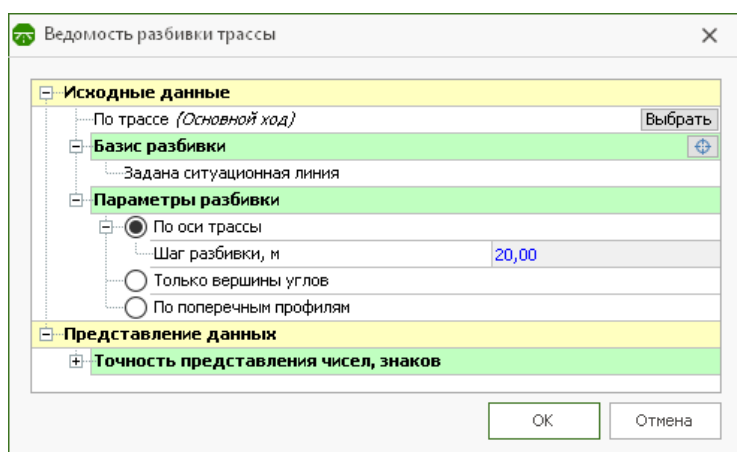 Ведомость разбивки трассы
Исходные данные
По трассе (Основной ход) Выбрать
Базис разбивки
Задана ситуационная линия
Параметры разбивки
По оси трассы
Шаг разбивки, м 20,00
Только вершины углов
По поперечным профилям
Представление данных
Точность представления чисел, знаков
OK Отмена